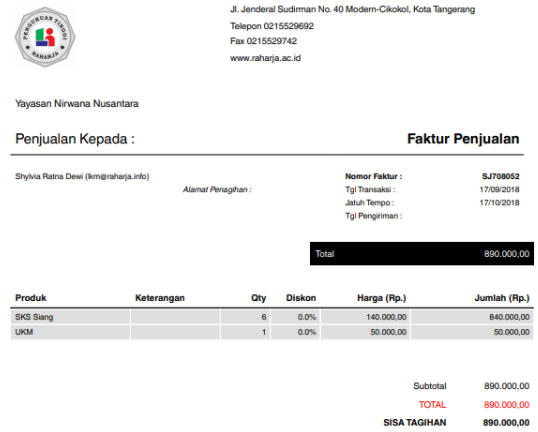 PERGURUAN TINGGI
RAHARJA
Jl. Jenderal Sudirman No. 40 Modern-Cikokol, Kota Tangerang
Telepon 0215529692
Fax 0215529742
www.raharja.ac.id
Yayasan Nirwana Nusantara
Penjualan Kepada : Faktur Penjualan
Shylvia Ratna Dewi (lkm@raharja.info)
Alamat Penagihan :
Nomor Faktur : SJ708052
Tgl Transaksi : 17/09/2018
Jatuh Tempo : 17/10/2018
Tgl Pengiriman :
Total 890.000,00
Produk Keterangan Qty Diskon Harga (Rp.) Jumlah (Rp.)
SKS Siang 6 0.0% 140.000,00 840.000,00
UKM 1 0.0% 50.000,00 50.000,00
Subtotal 890.000,00
TOTAL 890.000,00
SISA TAGIHAN 890.000,00